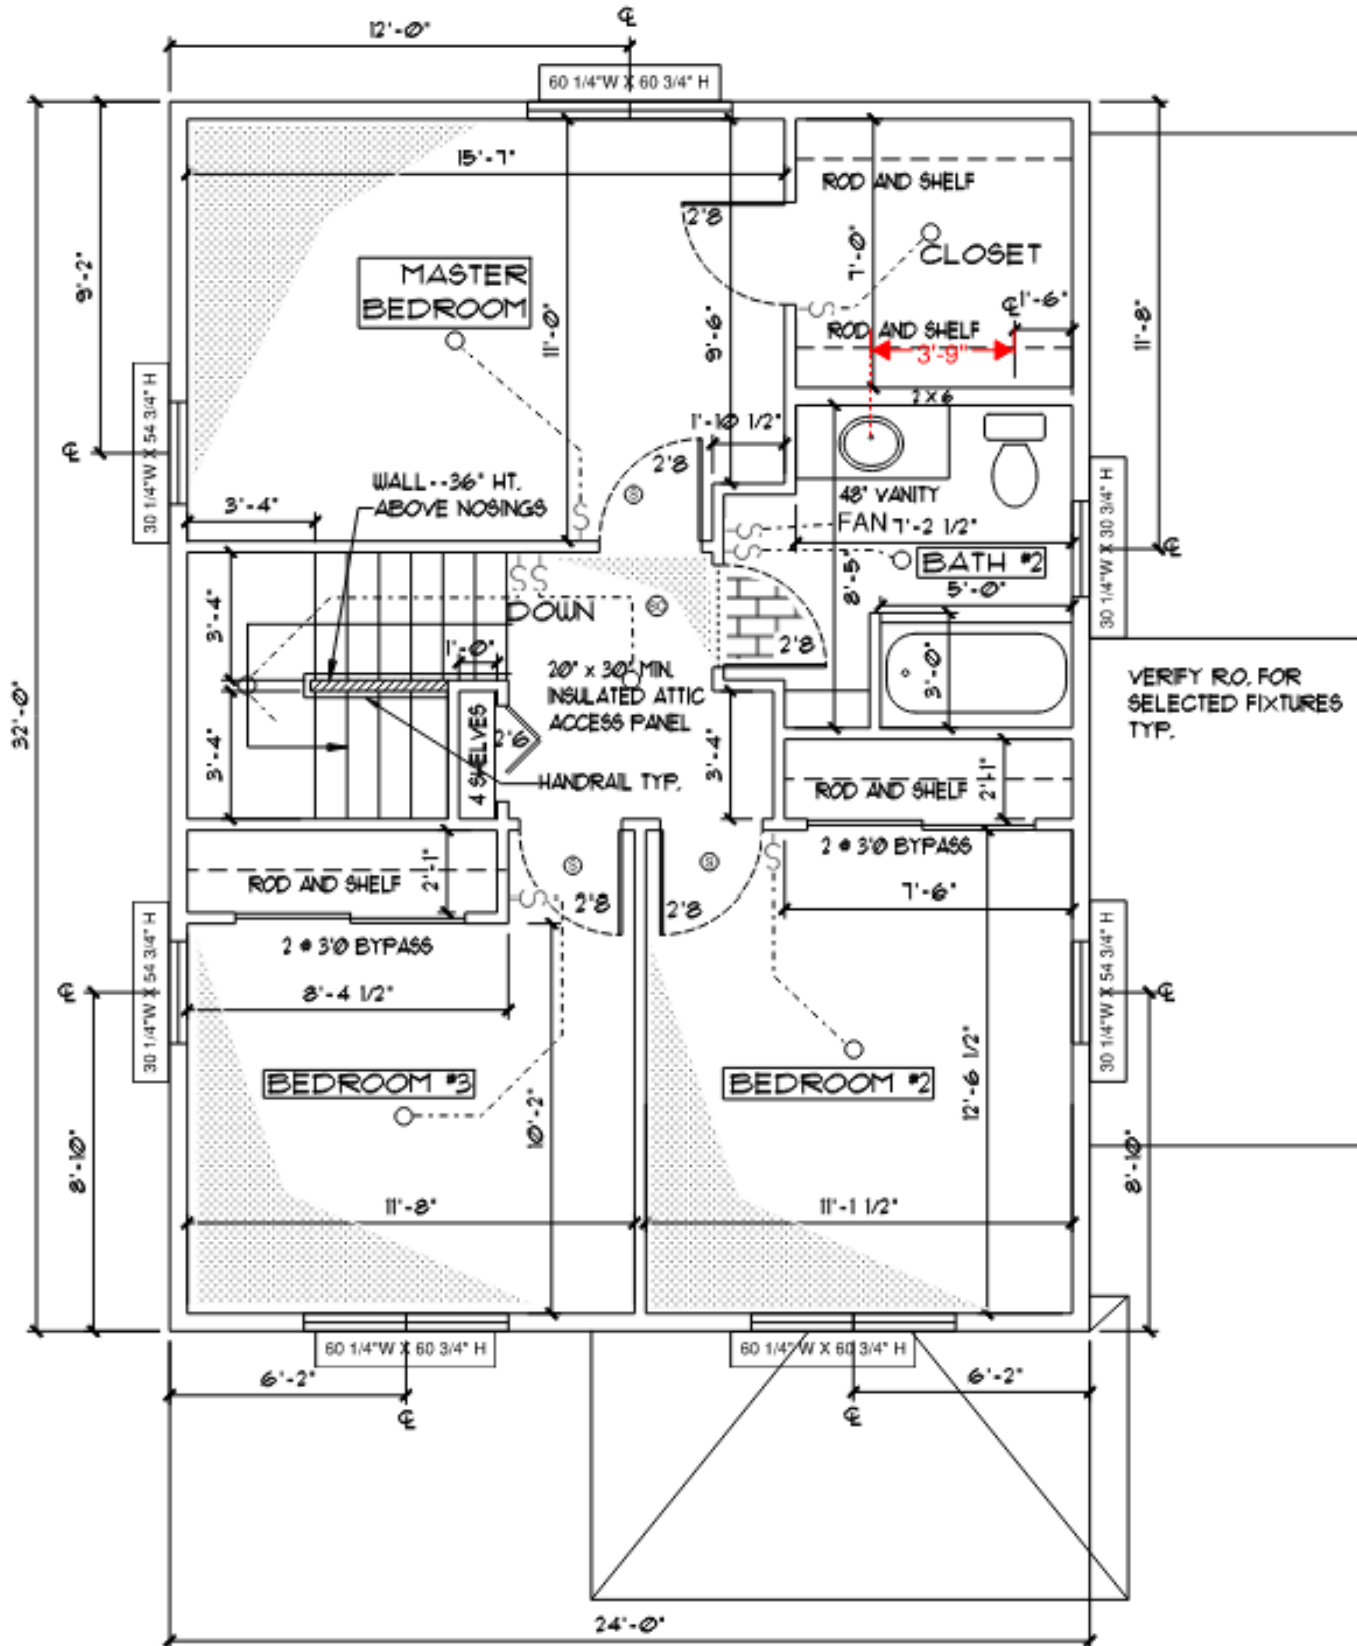 12'-0"
60 1/4"W X 60 3/4" H
15'-7"
ROD AND SHELF
2'8
9'-2"
7'-0"
CLOSET
MASTER
BEDROOM
1'-6"
11'-0"
9'-6"
11'-8"
ROD AND SHELF
3'-9"
2 X 6
30 1/4"W X 54 3/4" H
1'-10 1/2"
2'8
WALL--36" HT.
ABOVE NOSINGS
3'-4"
48" VANITY
FAN
7'-2 1/2"
30 1/4"W X 30 3/4" H
BATH #2
8'-5"
5'-0"
3'-4"
DOWN
1'-0"
2'8
20" x 30" MIN.
INSULATED ATTIC
ACCESS PANEL
3'-0"
VERIFY R.O. FOR
SELECTED FIXTURES
TYP.
32'-0"
3'-4"
4 SHELVES
2'6
3'-4"
HANDRAIL TYP.
ROD AND SHELF
2'-1"
2 @ 3'0 BYPASS
ROD AND SHELF
2'-1"
7'-6"
2'8
2'8
2 @ 3'0 BYPASS
8'-4 1/2"
30 1/4"W X 54 3/4" H
30 1/4"W X 54 3/4" H
BEDROOM #3
BEDROOM #2
10'-2"
12'-6 1/2"
8'-10"
8'-10"
11'-8"
11'-1 1/2"
60 1/4"W X 60 3/4" H
60 1/4"W X 60 3/4" H
6'-2"
6'-2"
24'-0"